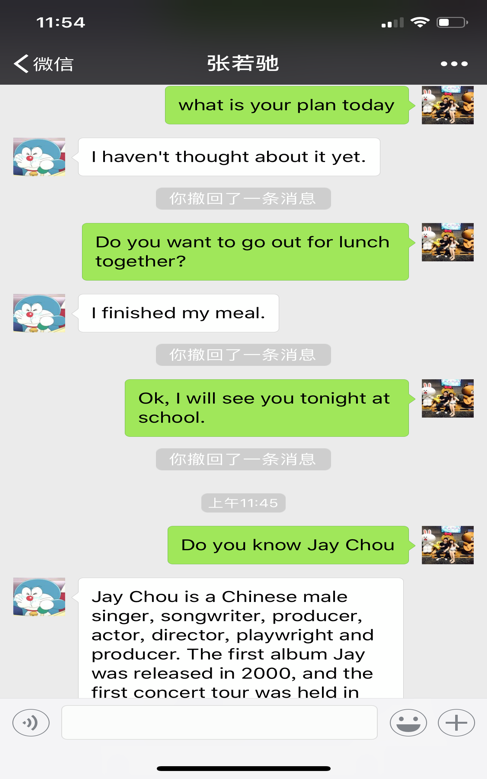 11:54
微信
张若驰
what is your plan today
I haven't thought about it yet.
你撤回了一条消息
Do you want to go out for lunch
together?
I finished my meal.
你撤回了一条消息
Ok, I will see you tonight at
school.
你撤回了一条消息
上午11:45
Do you know Jay Chou
Jay Chou is a Chinese male
singer, songwriter, producer,
actor, director, playwright and
producer. The first album Jay
was released in 2000, and the
first concert tour was held in